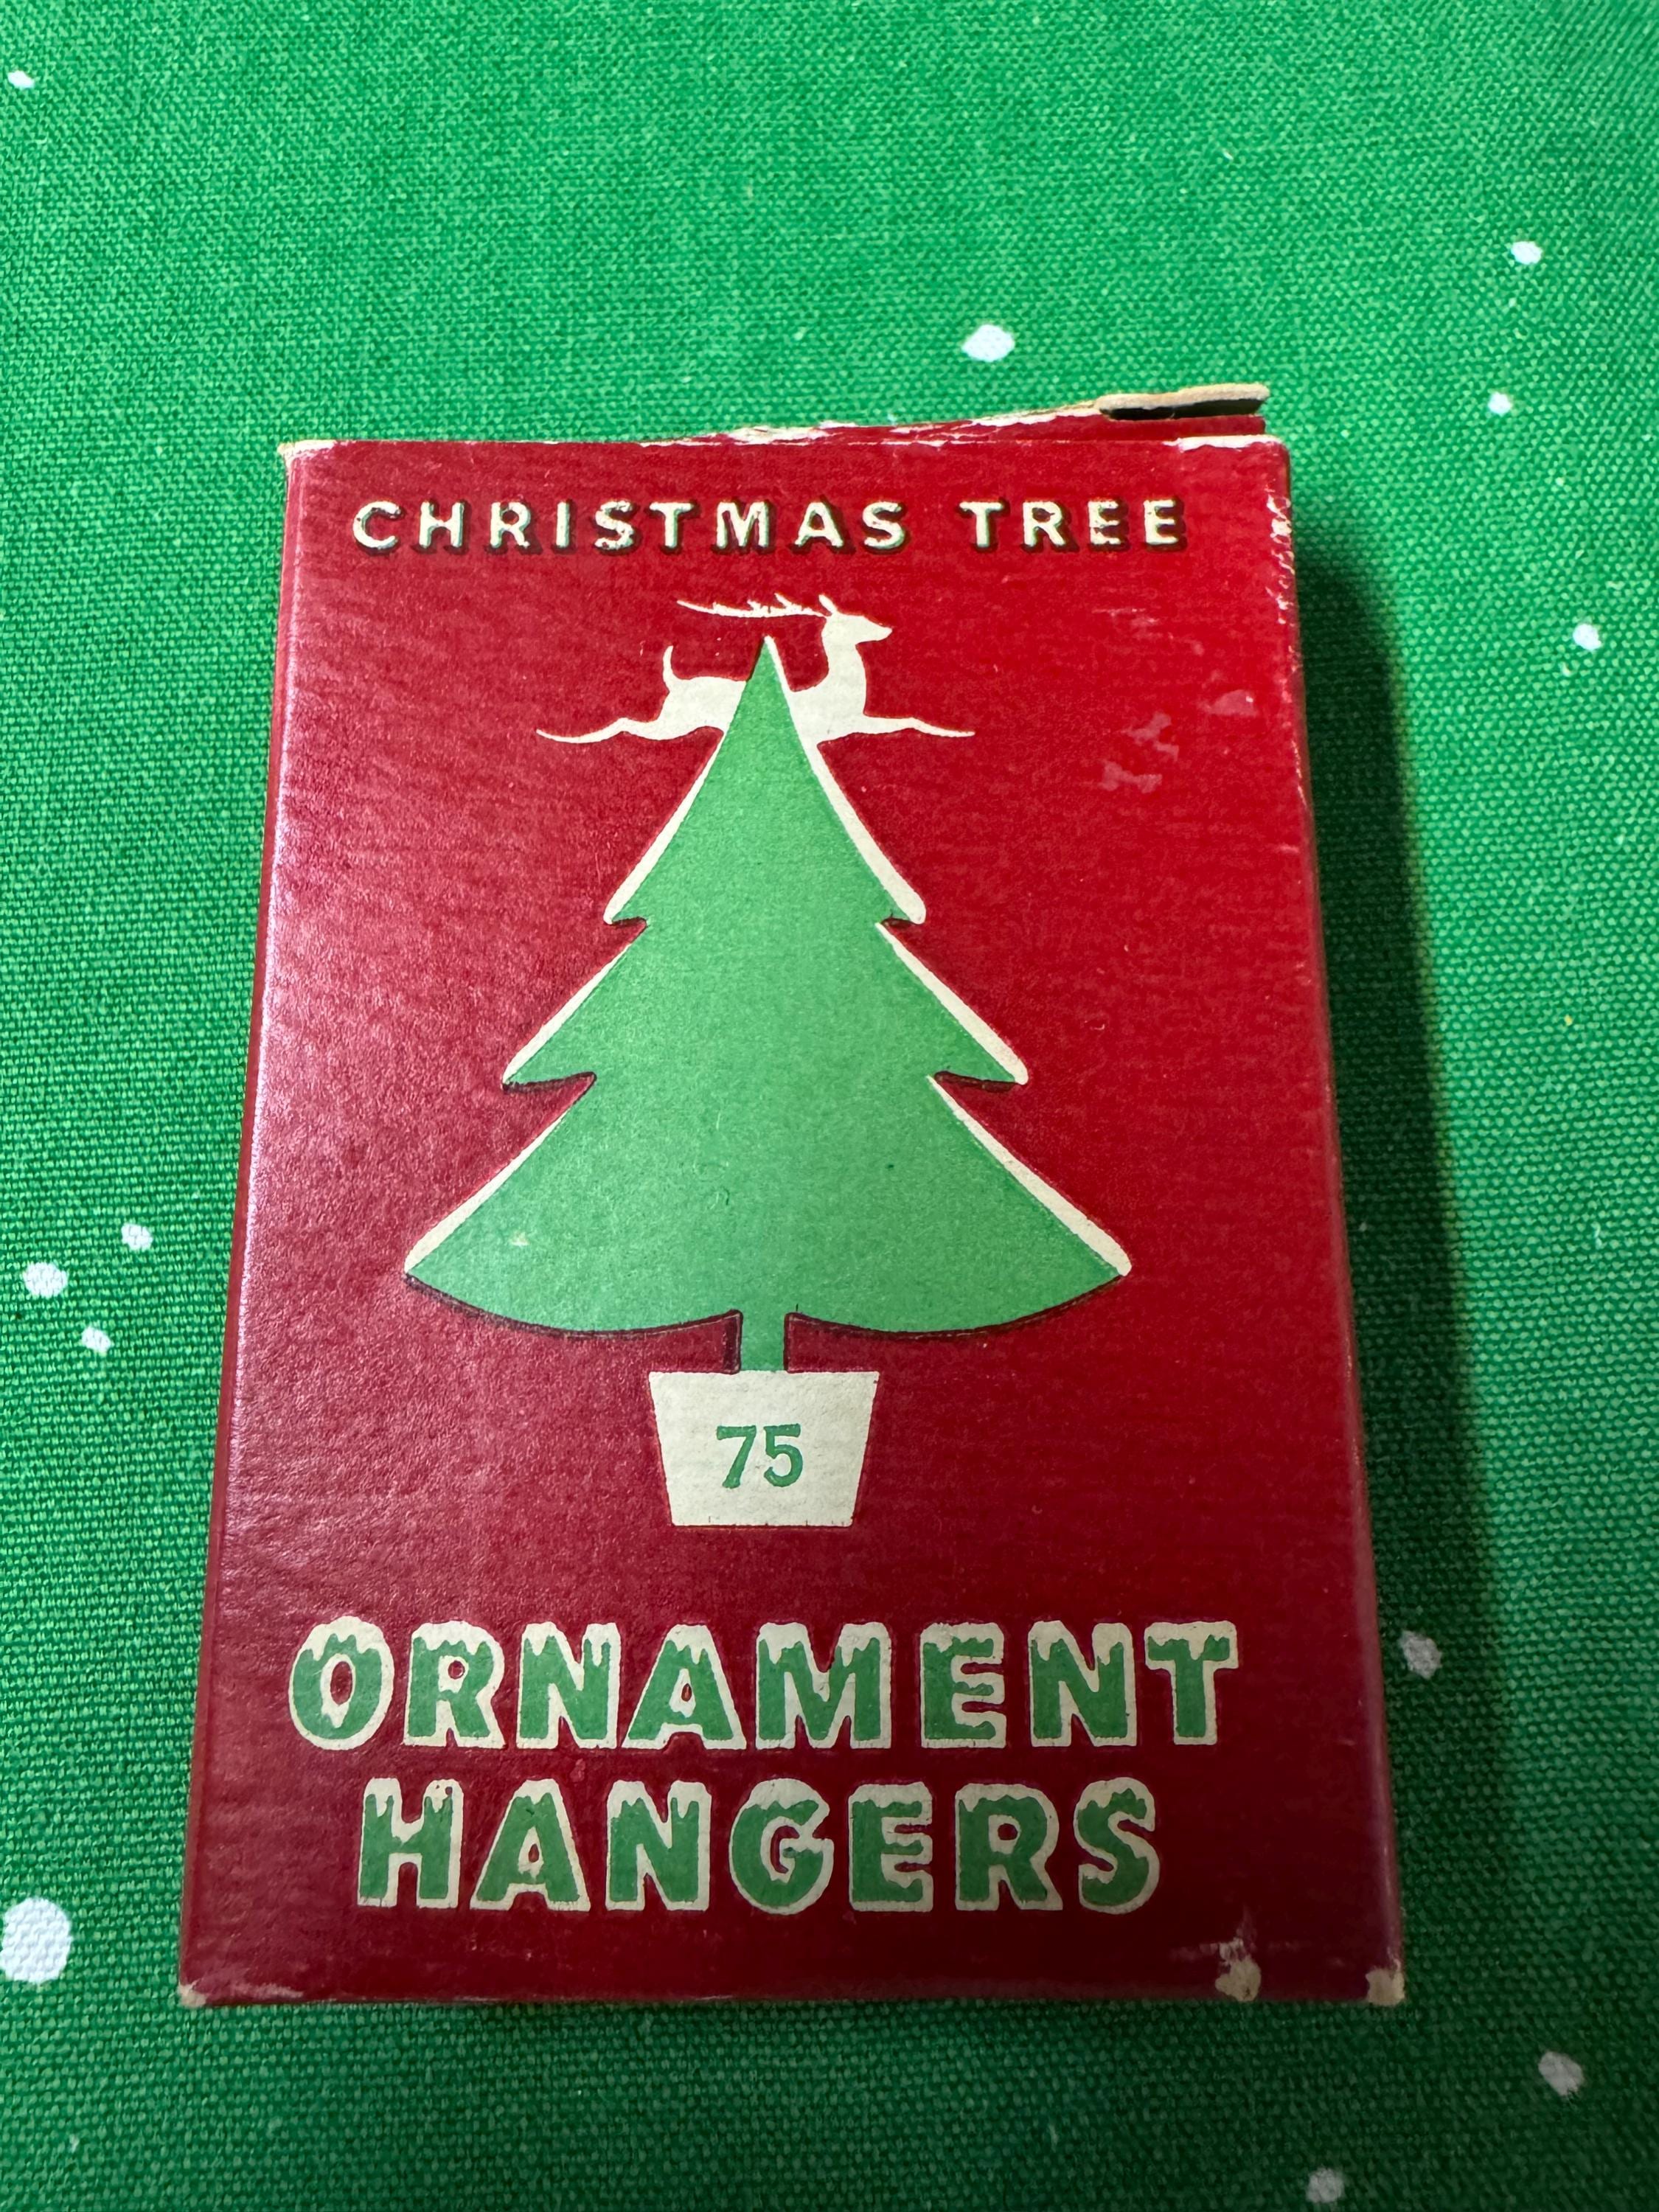 CHRISTMAS TREE
75
ORNAMENT
HANGERS